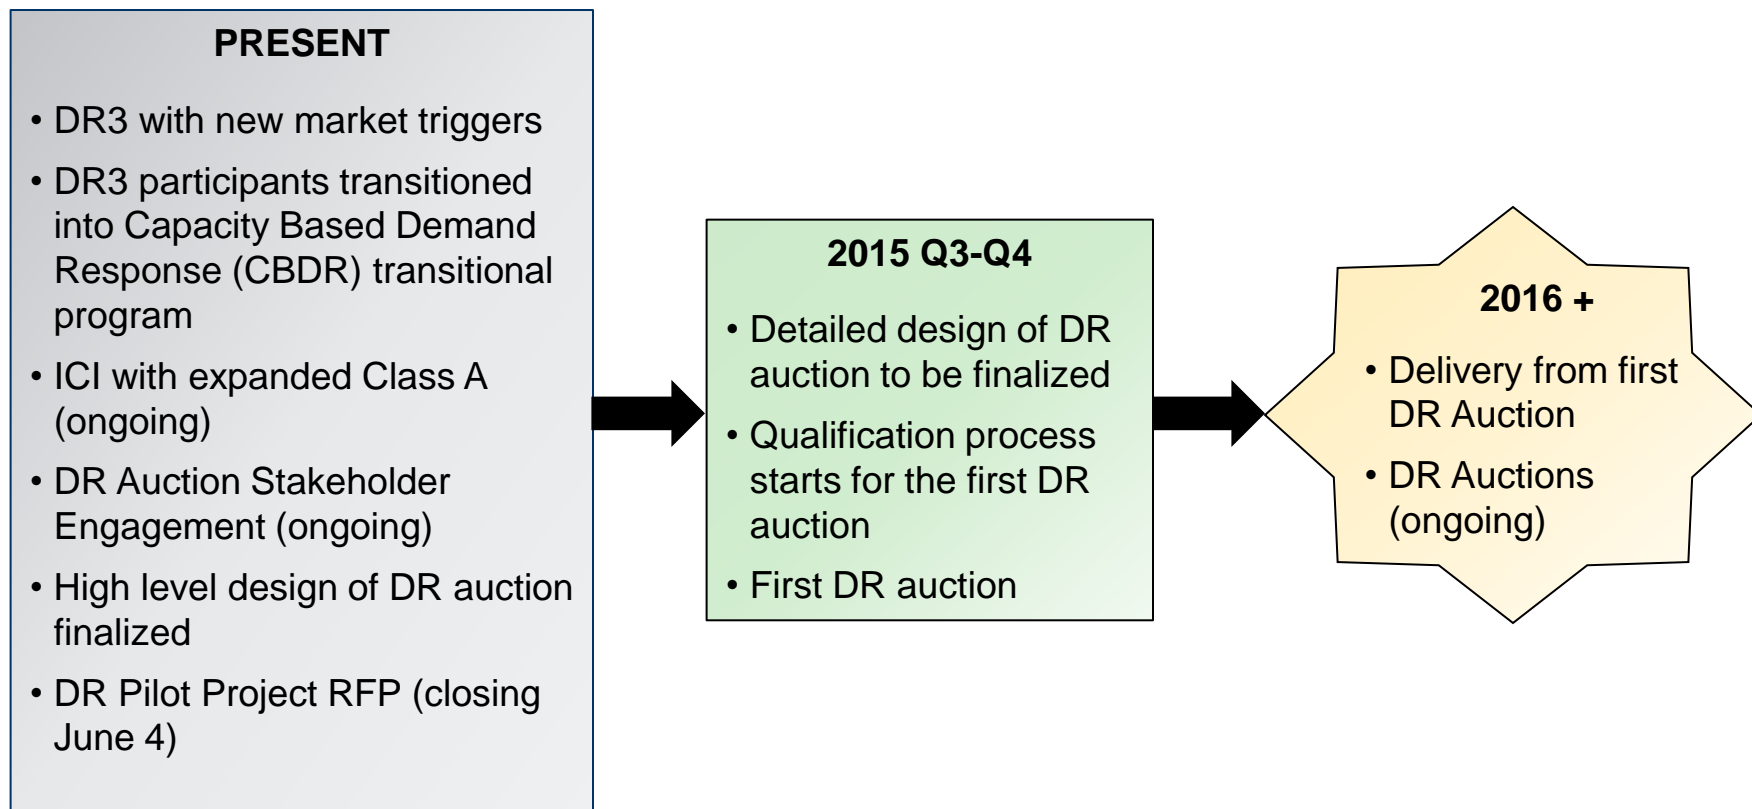 PRESENT
• DR3 with new market triggers
• DR3 participants transitioned
into Capacity Based Demand
Response (CBDR) transitional
program
• ICI with expanded Class A
(ongoing)
• DR Auction Stakeholder
Engagement (ongoing)
• High level design of DR auction
finalized
• DR Pilot Project RFP (closing
June 4)
2015 Q3-Q4
• Detailed design of DR
auction to be finalized
• Qualification process
starts for the first DR
auction
• First DR auction
2016 +
• Delivery from first
DR Auction
• DR Auctions
(ongoing)